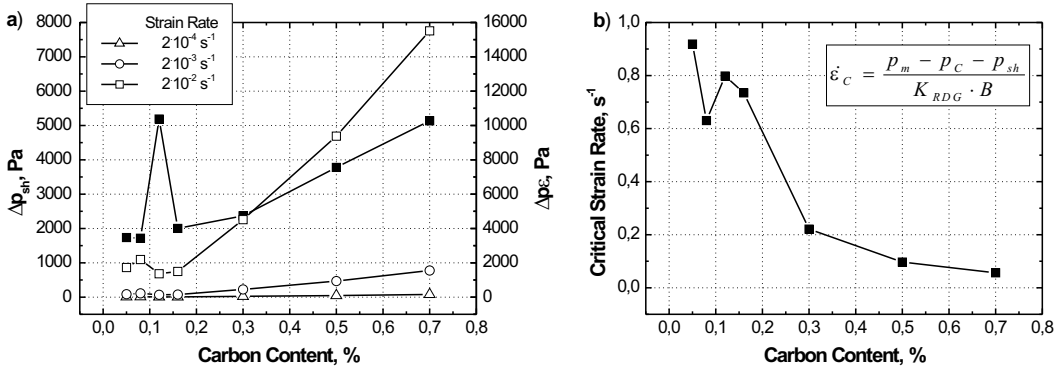 a)
Strain Rate
2·10⁻⁴ s⁻¹
2·10⁻³ s⁻¹
2·10⁻² s⁻¹
8000
7000
6000
5000
4000
3000
2000
1000
0
Δp_sh, Pa
16000
14000
12000
10000
8000
6000
4000
2000
0
Δpε, Pa
0,0 0,1 0,2 0,3 0,4 0,5 0,6 0,7 0,8
Carbon Content, %
b)
1,0
0,8
0,6
0,4
0,2
0,0
Critical Strain Rate, s⁻¹
ε̇_C = (p_m − p_C − p_sh) / (K_RDG · B)
0,0 0,1 0,2 0,3 0,4 0,5 0,6 0,7 0,8
Carbon Content, %